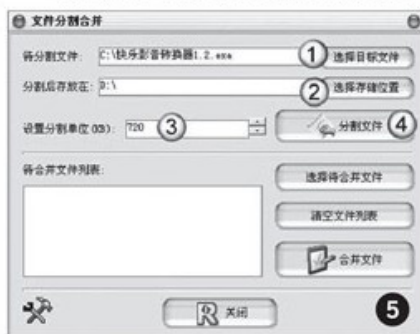 文件分割合并
待分割文件: C:\快乐影音转换器1.2.exe ① 选择目标文件
分割后存放在: D:\ ② 选择存储位置
设置分割单位(KB): 720 ③ 分割文件 ④
待合并文件列表: 选择待合并文件
清空文件列表
合并文件
关闭 ❺